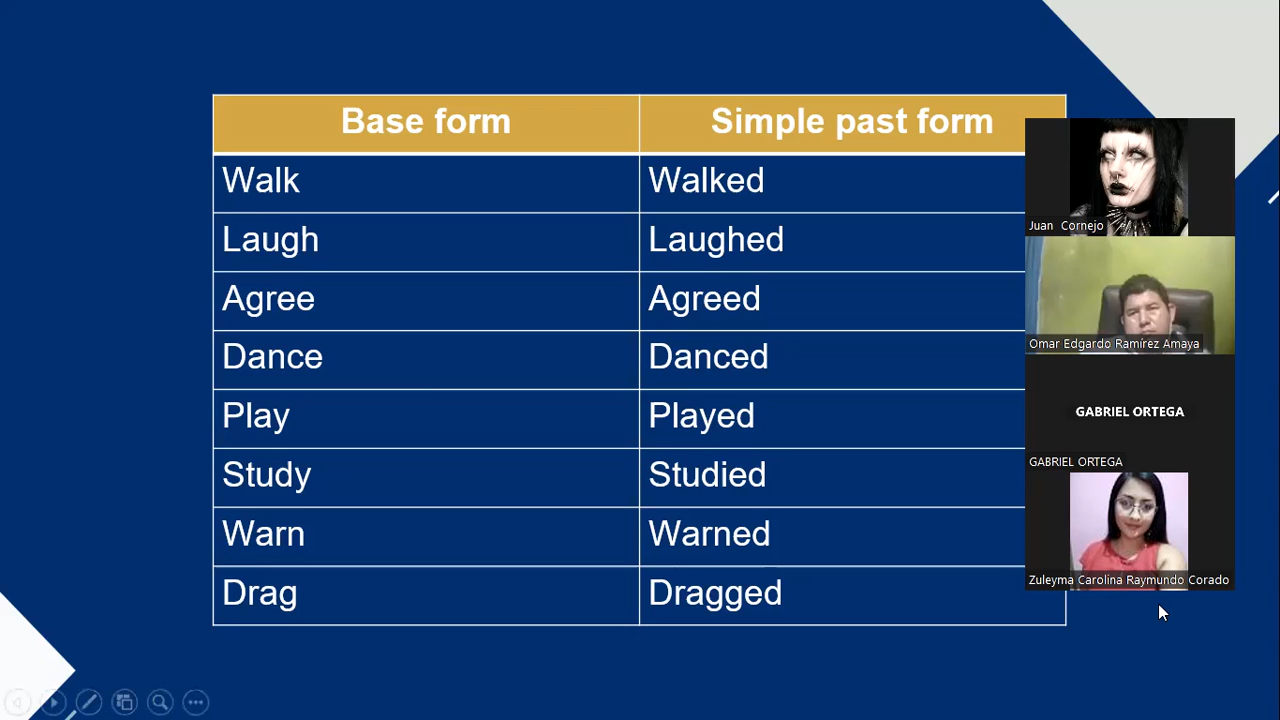 Base form Simple past form
Walk Walked
Laugh Laughed
Agree Agreed
Dance Danced
Play Played
Study Studied
Warn Warned
Drag Dragged
Juan Cornejo
Omar Edgardo Ramírez Amaya
GABRIEL ORTEGA
GABRIEL ORTEGA
Zuleyma Carolina Raymundo Corado